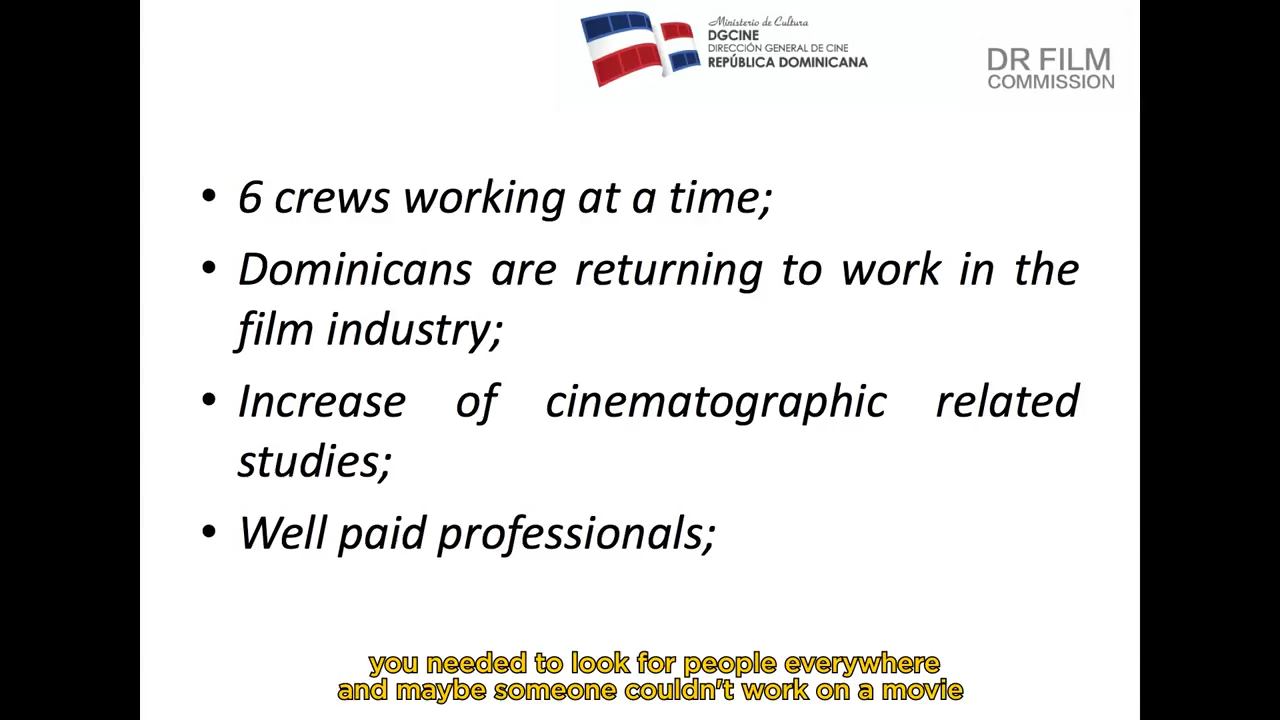 Ministerio de Cultura
DGCINE
DIRECCIÓN GENERAL DE CINE
REPÚBLICA DOMINICANA
DR FILM
COMMISSION
• 6 crews working at a time;
• Dominicans are returning to work in the
film industry;
• Increase of cinematographic related
studies;
• Well paid professionals;
you needed to look for people everywhere
and maybe someone couldn't work on a movie